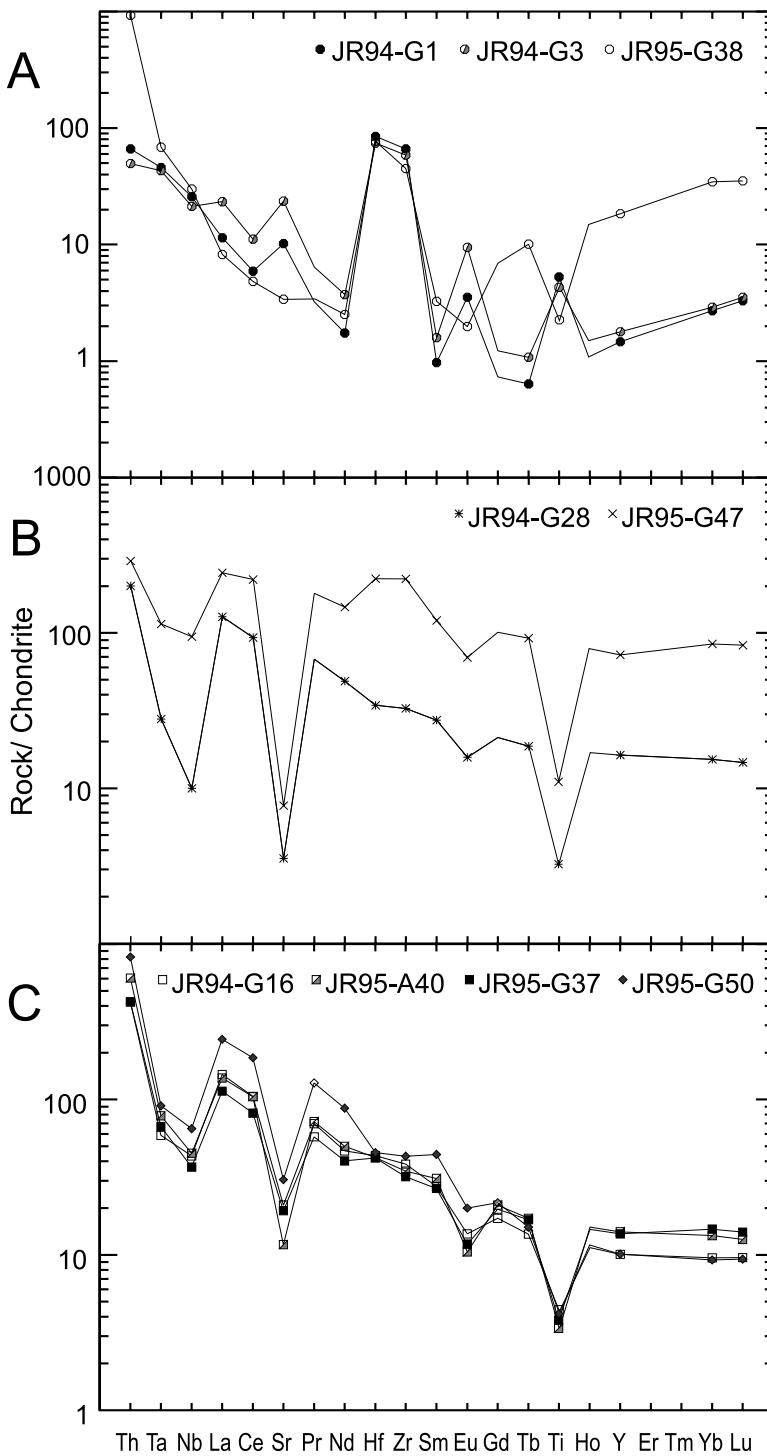 A
● JR94-G1 JR94-G3 ○ JR95-G38
100
10
1
1000
B
* JR94-G28 × JR95-G47
100
10
Rock/ Chondrite
C
□ JR94-G16 JR95-A40 ■ JR95-G37 ◆ JR95-G50
100
10
1
Th Ta Nb La Ce Sr Pr Nd Hf Zr Sm Eu Gd Tb Ti Ho Y Er Tm Yb Lu